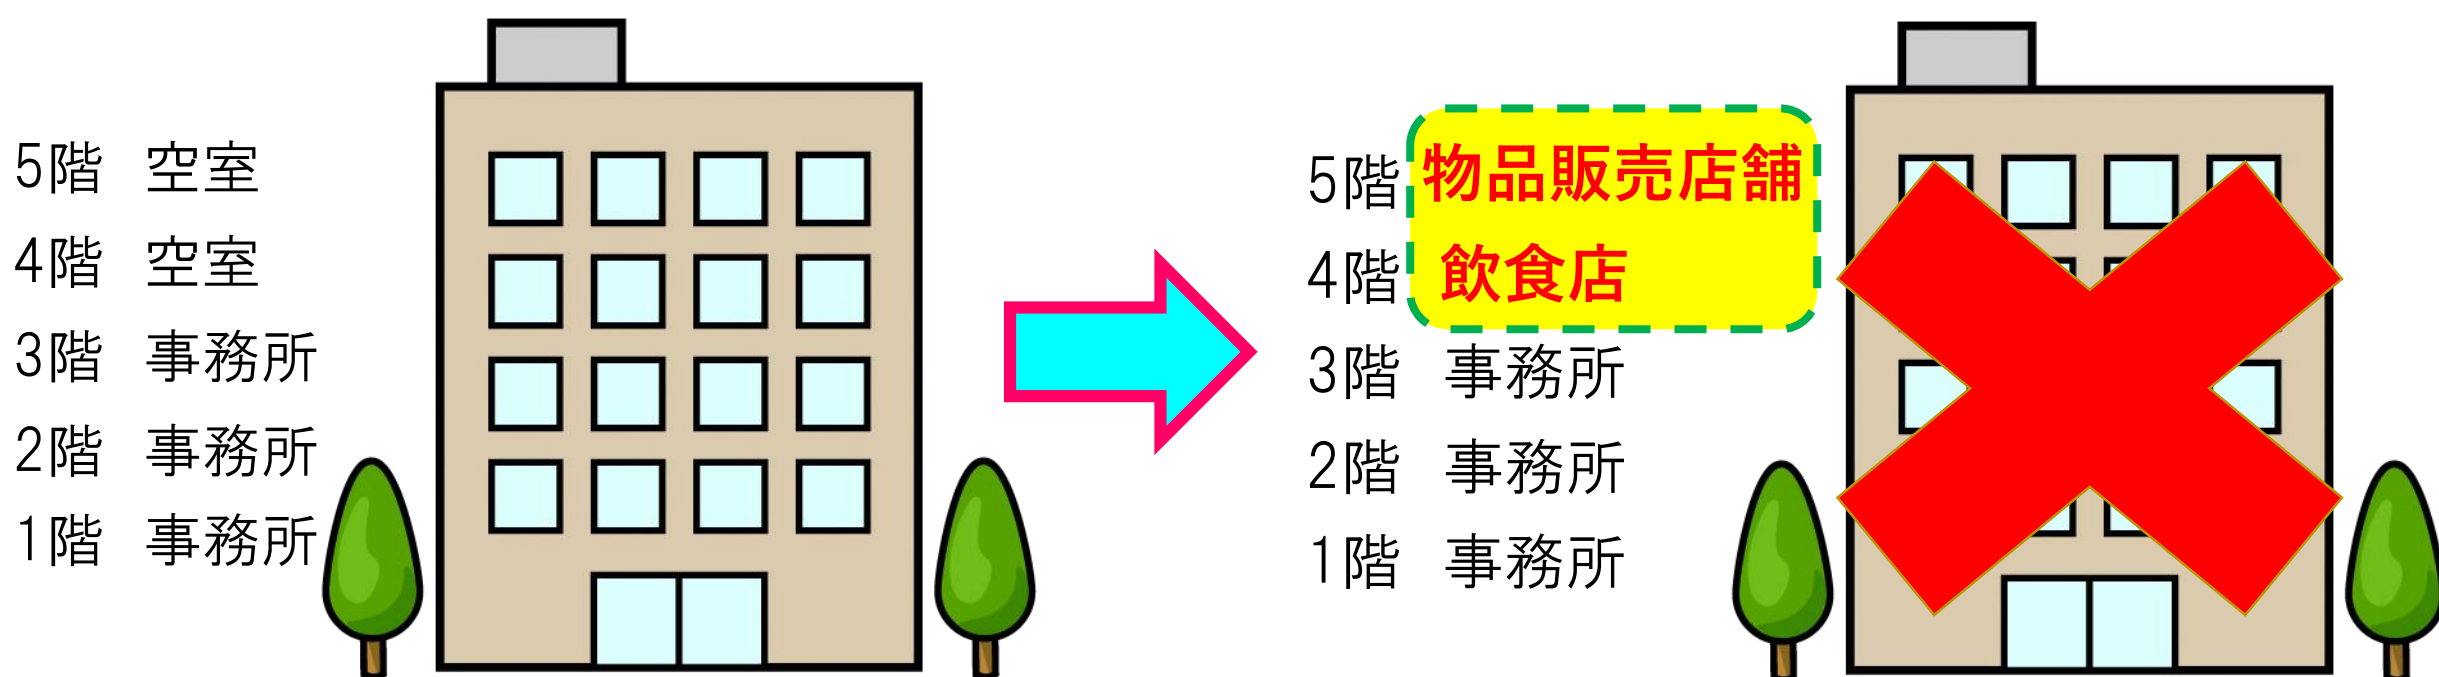 5階 空室
4階 空室
3階 事務所
2階 事務所
1階 事務所
5階 物品販売店舗
4階 飲食店
3階 事務所
2階 事務所
1階 事務所